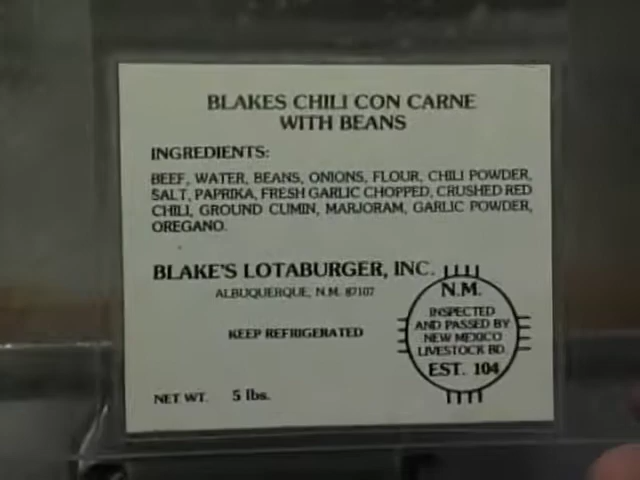 BLAKES CHILI CON CARNE
WITH BEANS
INGREDIENTS:
BEEF, WATER, BEANS, ONIONS, FLOUR, CHILI POWDER,
SALT, PAPRIKA, FRESH GARLIC CHOPPED, CRUSHED RED
CHILI, GROUND CUMIN, MARJORAM, GARLIC POWDER,
OREGANO.
BLAKE'S LOTABURGER, INC.
ALBUQUERQUE, N.M. 87107
KEEP REFRIGERATED
NET WT. 5 lbs.
N.M.
INSPECTED
AND PASSED BY
NEW MEXICO
LIVESTOCK BD
EST. 104